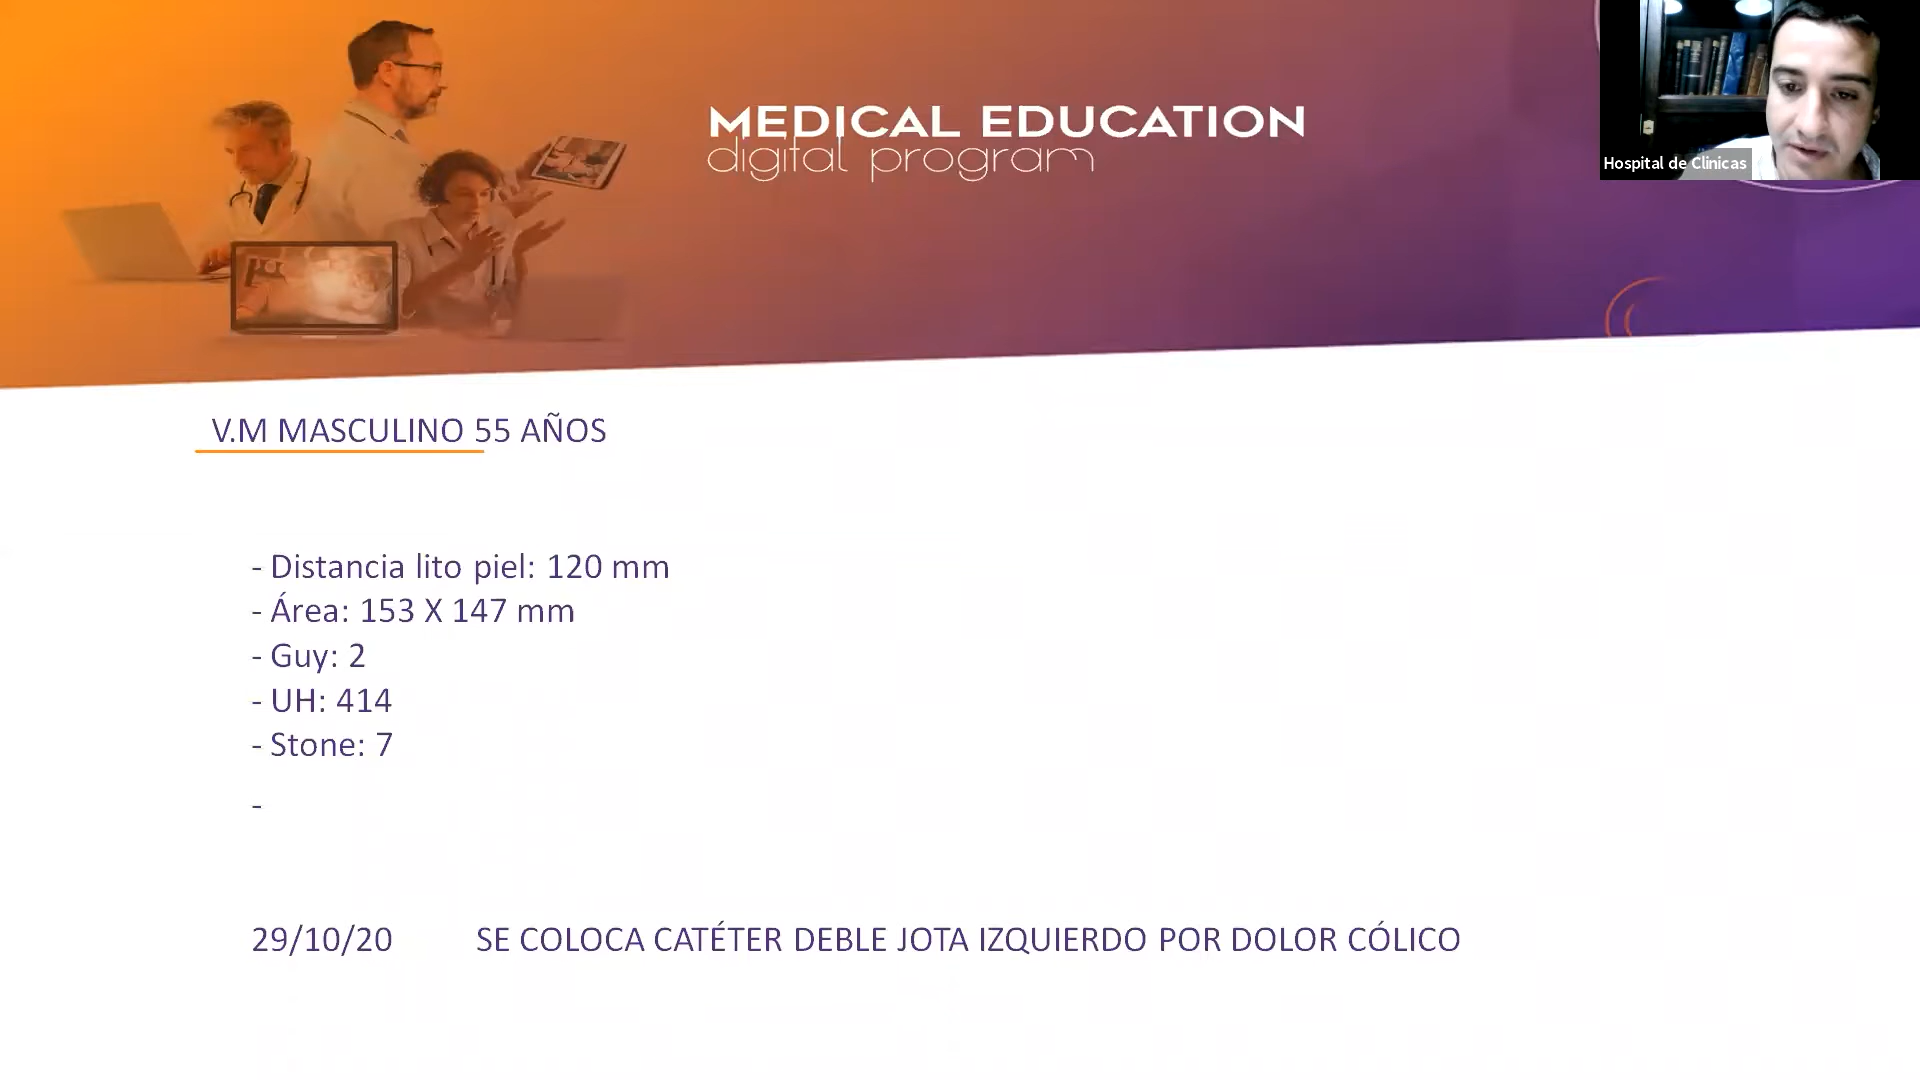 MEDICAL EDUCATION
digital program
Hospital de Clínicas
V.M MASCULINO 55 AÑOS
- Distancia lito piel: 120 mm
- Área: 153 X 147 mm
- Guy: 2
- UH: 414
- Stone: 7
-
29/10/20 SE COLOCA CATÉTER DEBLE JOTA IZQUIERDO POR DOLOR CÓLICO